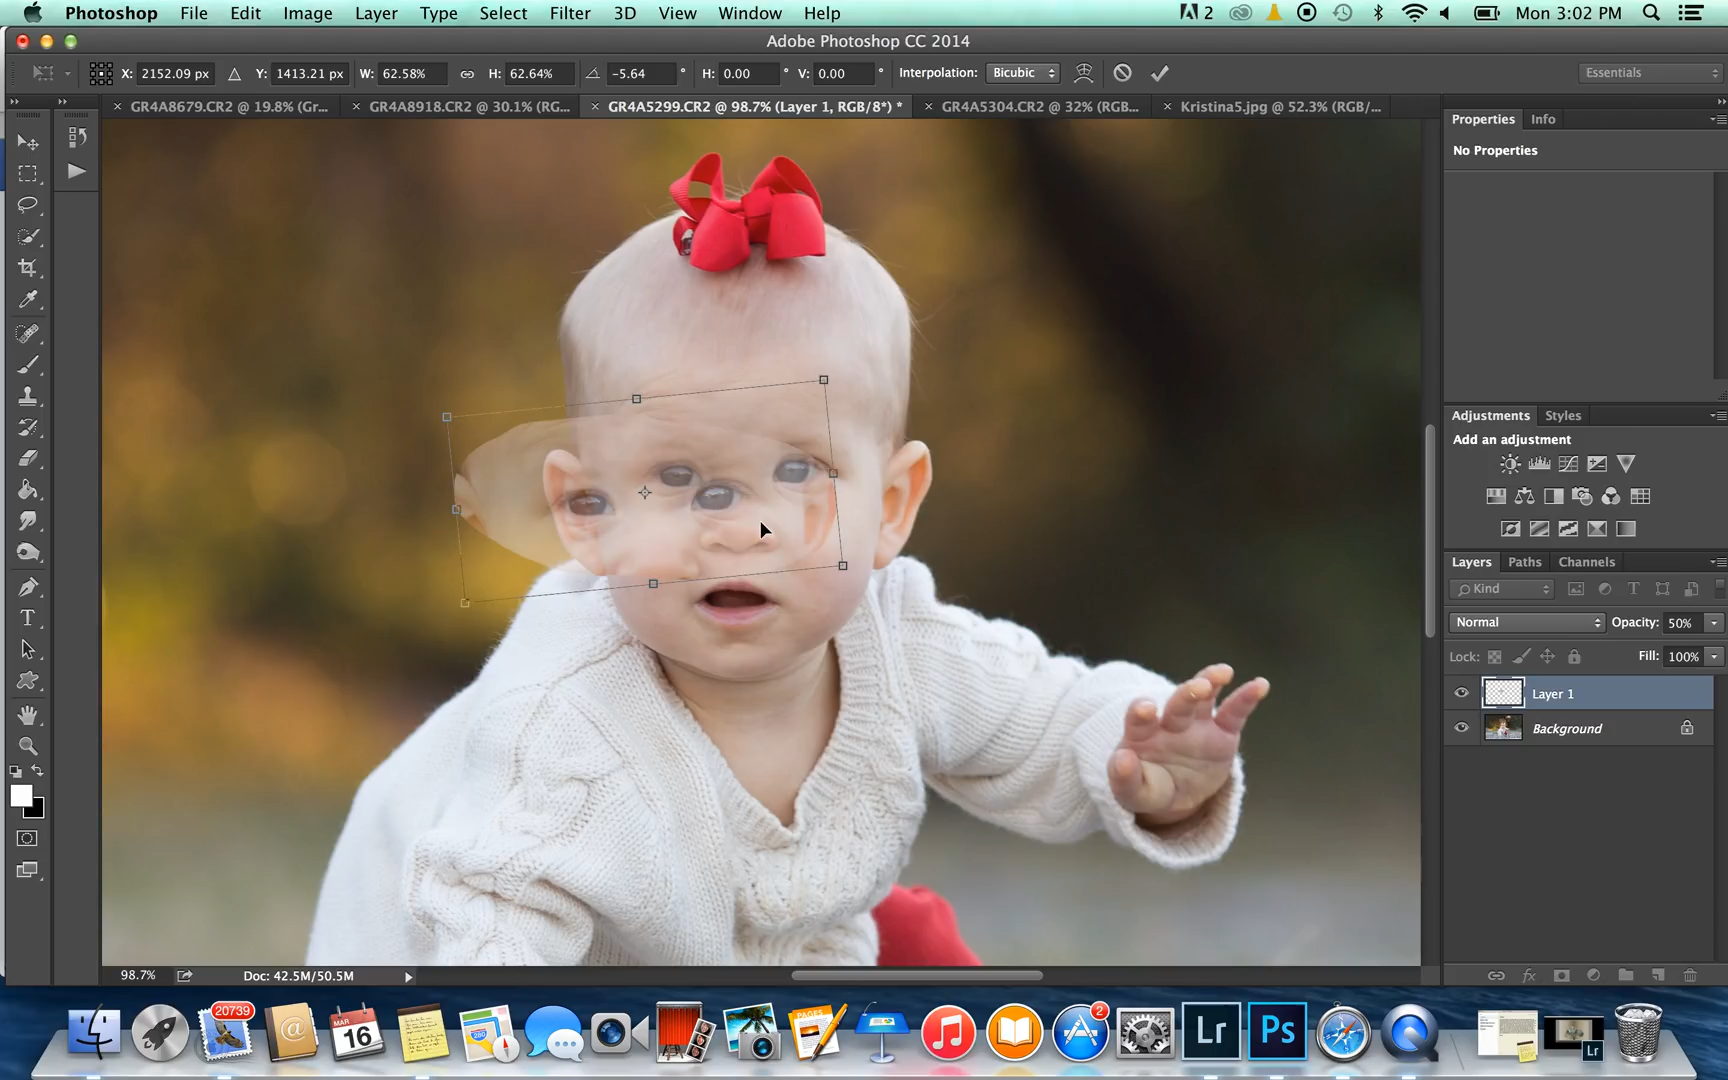 Photoshop File Edit Image Layer Type Select Filter 3D View Window Help 2 Mon 3:02 PM
Adobe Photoshop CC 2014
X: 2152.09 px Y: 1413.21 px W: 62.58% H: 62.64% -5.64 ° H: 0.00 ° V: 0.00 ° Interpolation: Bicubic Essentials
× GR4A8679.CR2 @ 19.8% (Gr... × GR4A8918.CR2 @ 30.1% (RG... × GR4A5299.CR2 @ 98.7% (Layer 1, RGB/8*) * × GR4A5304.CR2 @ 32% (RGB... × Kristina5.jpg @ 52.3% (RGB/...
Properties Info
No Properties
Adjustments Styles
Add an adjustment
Layers Paths Channels
Kind
Normal Opacity: 50%
Lock: Fill: 100%
Layer 1
Background
98.7% Doc: 42.5M/50.5M
20739
MAR
16
280
2
Lr
Ps
Lr